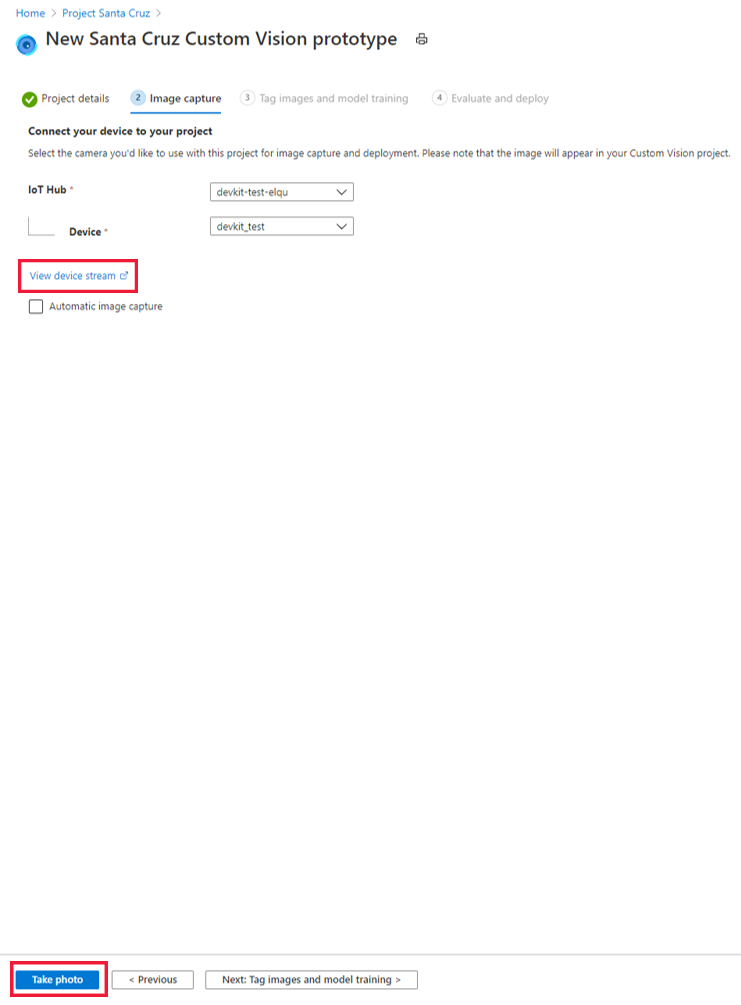 Home > Project Santa Cruz >
New Santa Cruz Custom Vision prototype
Project details 2 Image capture 3 Tag images and model training 4 Evaluate and deploy
Connect your device to your project
Select the camera you'd like to use with this project for image capture and deployment. Please note that the image will appear in your Custom Vision project.
IoT Hub * devkit-test-elqu
Device * devkit_test
View device stream
Automatic image capture
Take photo < Previous Next: Tag images and model training >